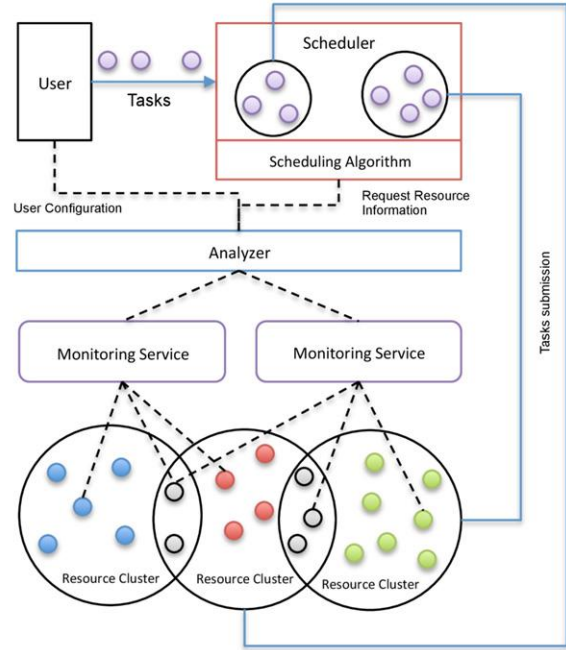 Scheduler
User
Tasks
Scheduling Algorithm
User Configuration
Request Resource
Information
Analyzer
Tasks submission
Monitoring Service
Monitoring Service
Resource Cluster
Resource Cluster
Resource Cluster